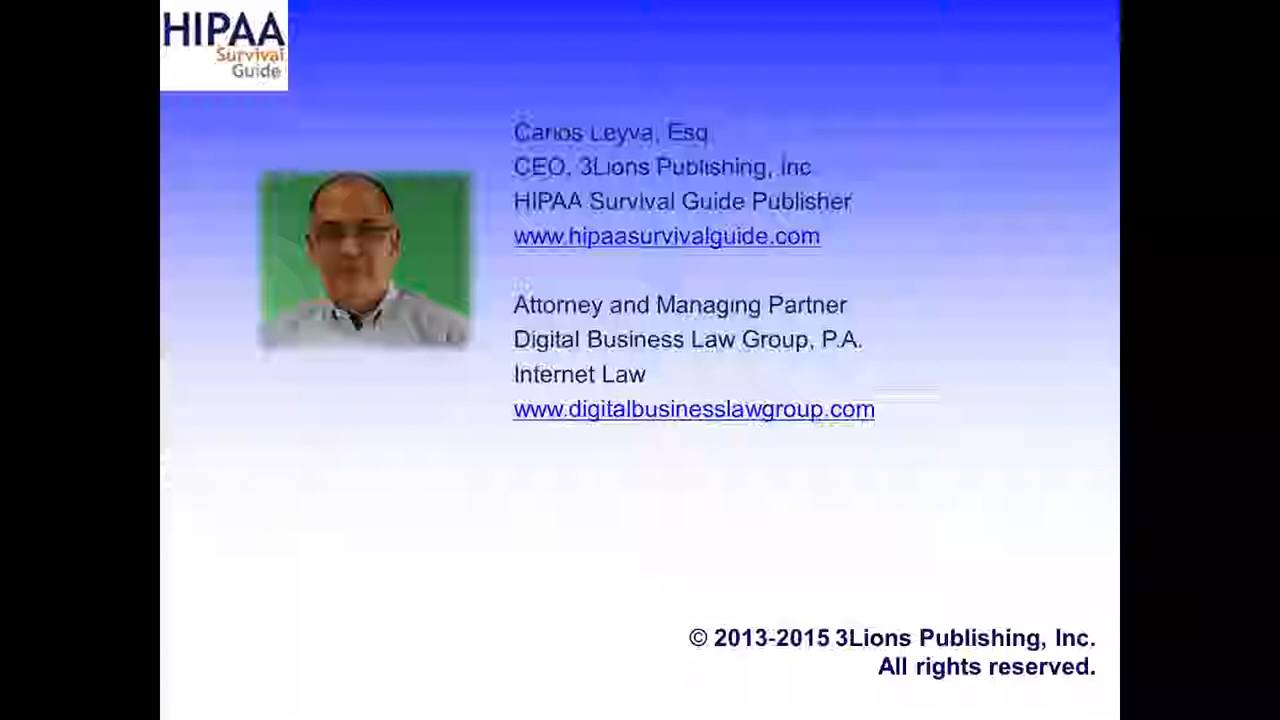 HIPAA
Survival
Guide
Carlos Leyva, Esq.
CEO, 3Lions Publishing, Inc.
HIPAA Survival Guide Publisher
www.hipaasurvivalguide.com
Attorney and Managing Partner
Digital Business Law Group, P.A.
Internet Law
www.digitalbusinesslawgroup.com
© 2013-2015 3Lions Publishing, Inc.
All rights reserved.